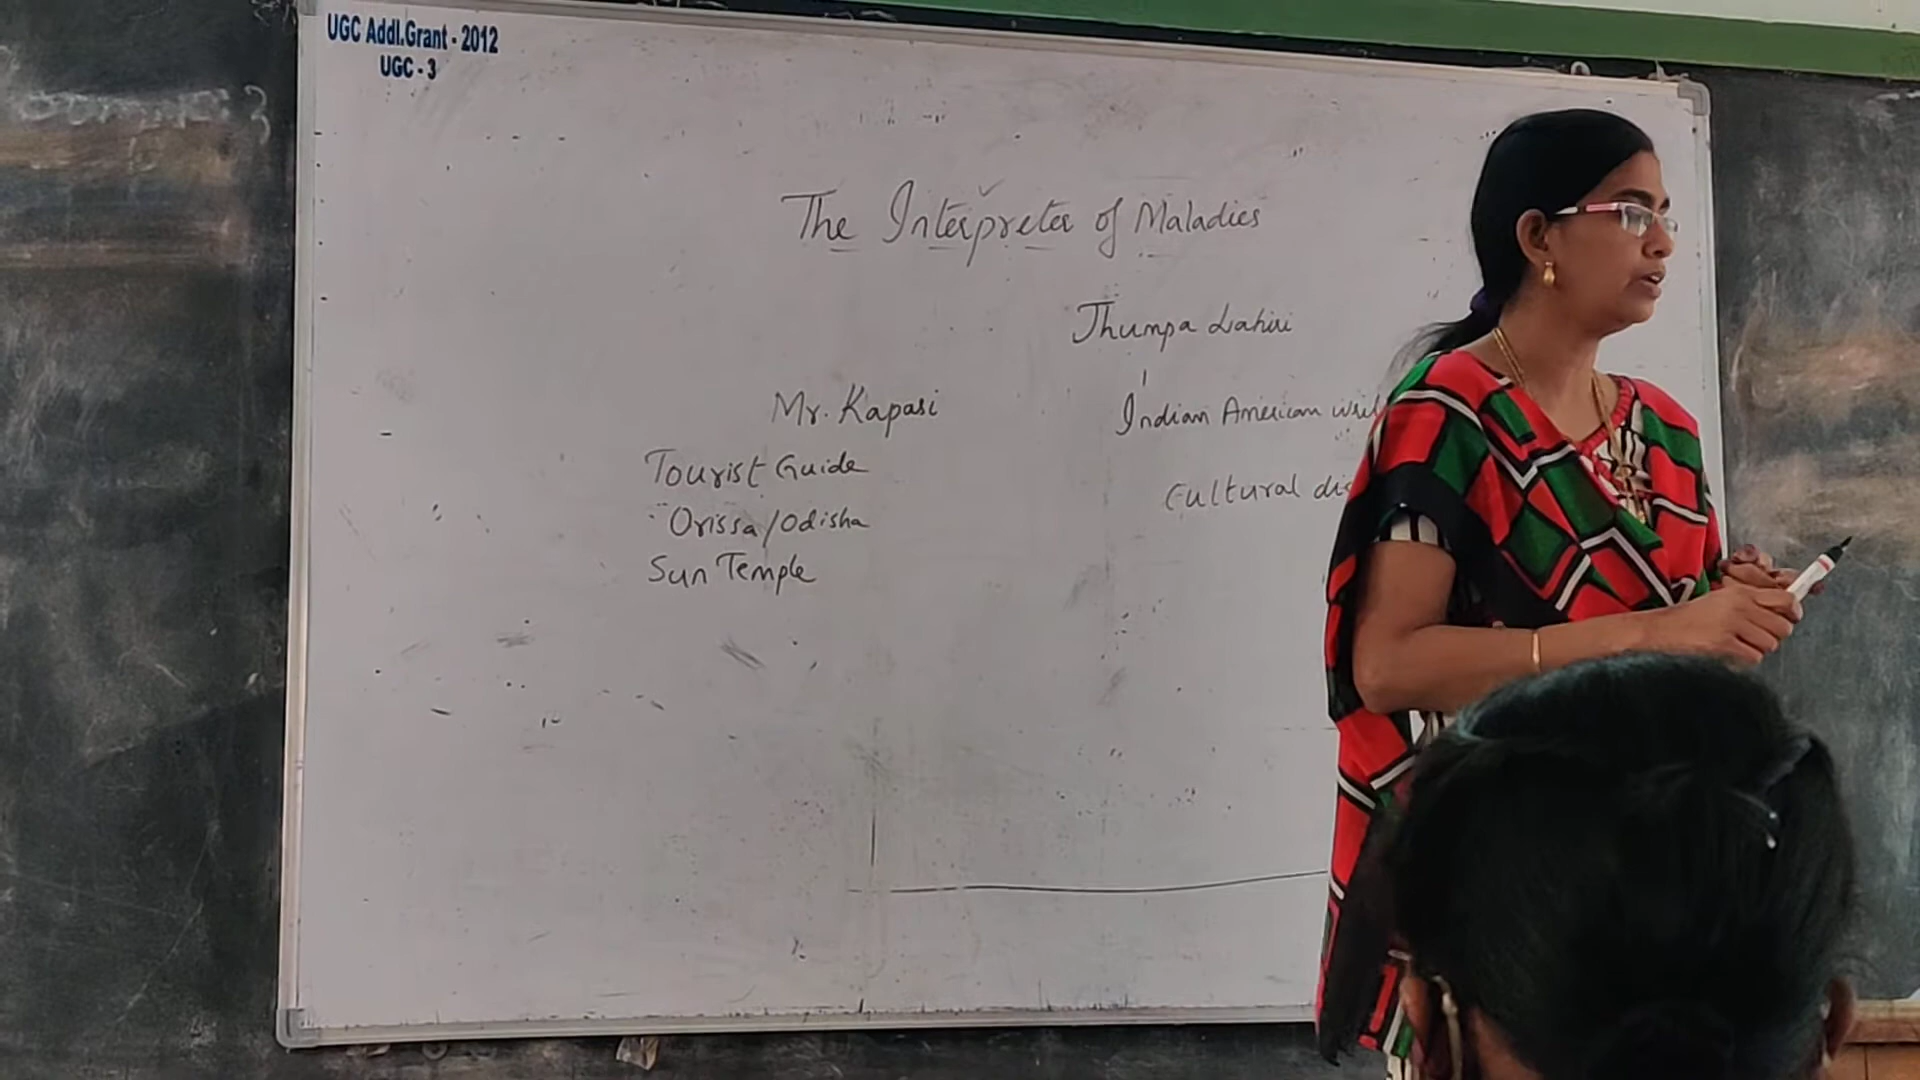 UGC Addl.Grant - 2012
UGC - 3
The Interpreter of Maladies
Jhumpa Lahiri
Mr. Kapasi
Indian American
Tourist Guide
Cultural
Orissa/Odisha
Sun Temple